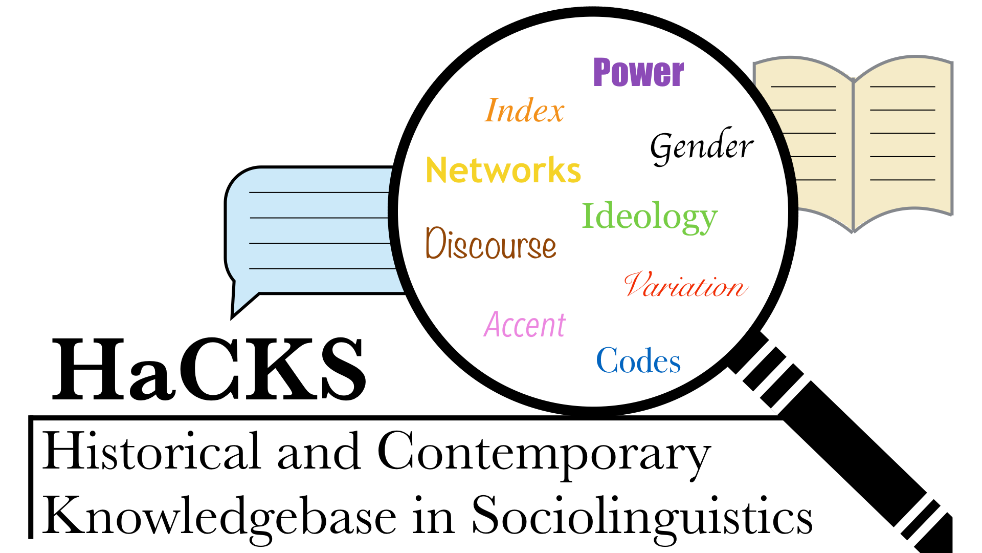 Power
Index
Gender
Networks
Ideology
Discourse
Variation
Accent
Codes
HaCKS
Historical and Contemporary
Knowledgebase in Sociolinguistics